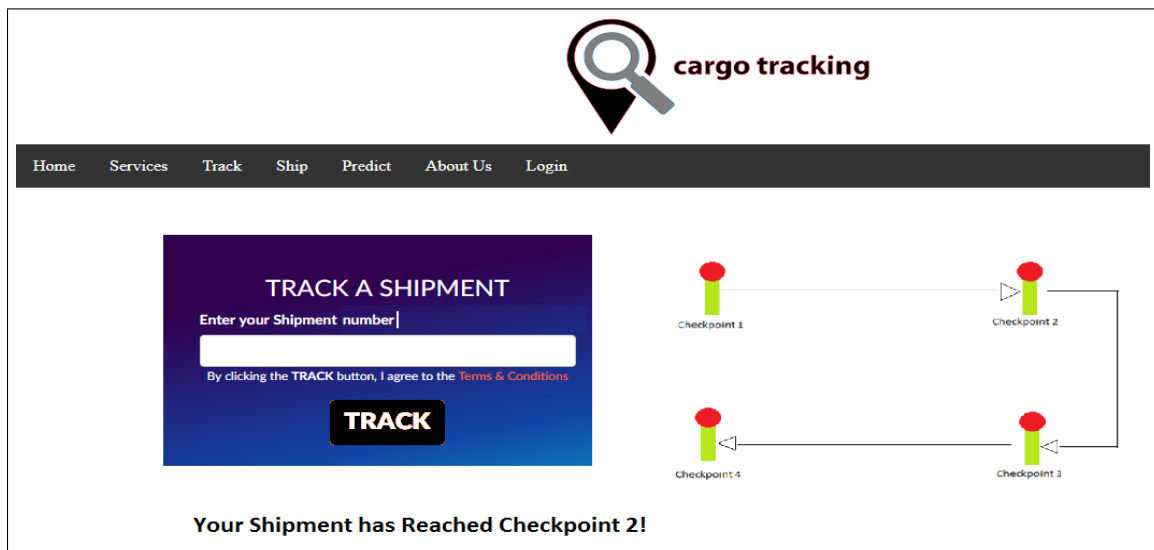 cargo tracking
Home Services Track Ship Predict About Us Login
TRACK A SHIPMENT
Enter your Shipment number
By clicking the TRACK button, I agree to the Terms & Conditions
TRACK
Checkpoint 1
Checkpoint 2
Checkpoint 4
Checkpoint 3
Your Shipment has Reached Checkpoint 2!